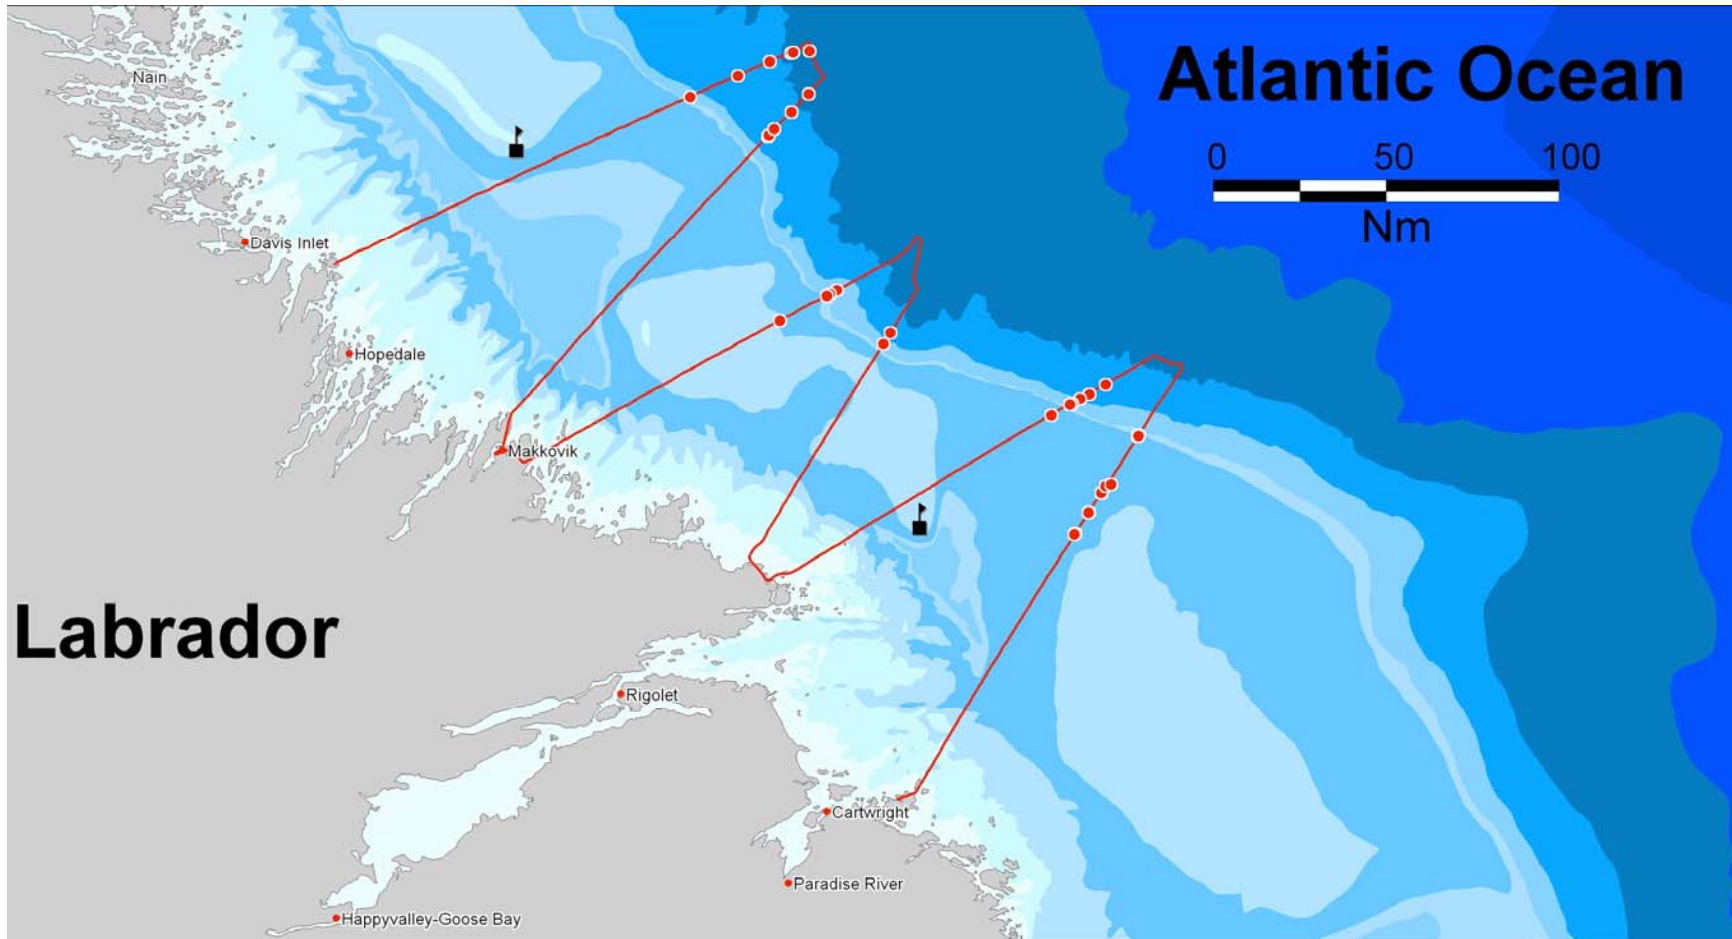 Atlantic Ocean
Nain
0 50 100
Nm
Davis Inlet
Hopedale
Makkovik
Labrador
Rigolet
Cartwright
Paradise River
Happyvalley-Goose Bay